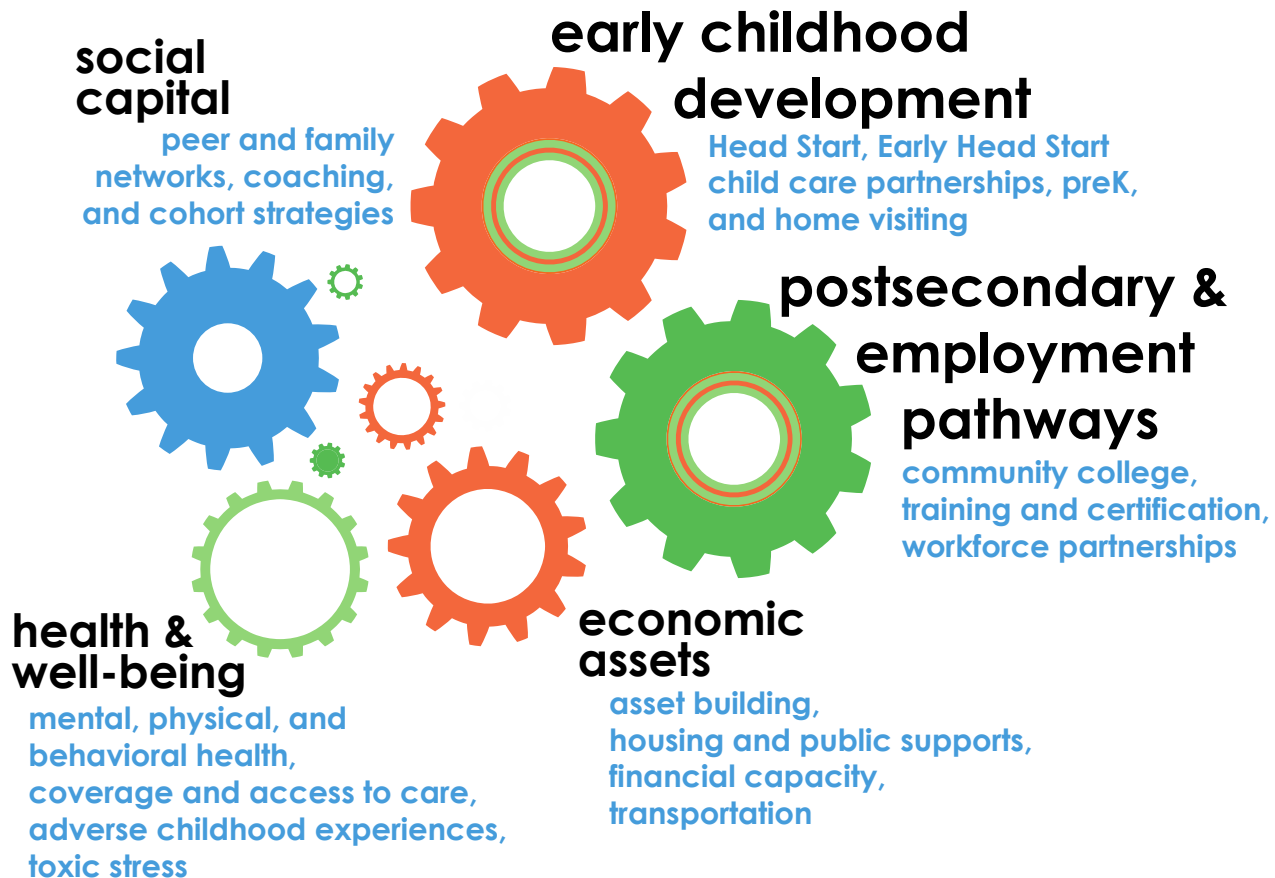 social
capital
peer and family
networks, coaching,
and cohort strategies
early childhood
development
Head Start, Early Head Start
child care partnerships, preK,
and home visiting
postsecondary &
employment
pathways
community college,
training and certification,
workforce partnerships
health &
well-being
mental, physical, and
behavioral health,
coverage and access to care,
adverse childhood experiences,
toxic stress
economic
assets
asset building,
housing and public supports,
financial capacity,
transportation